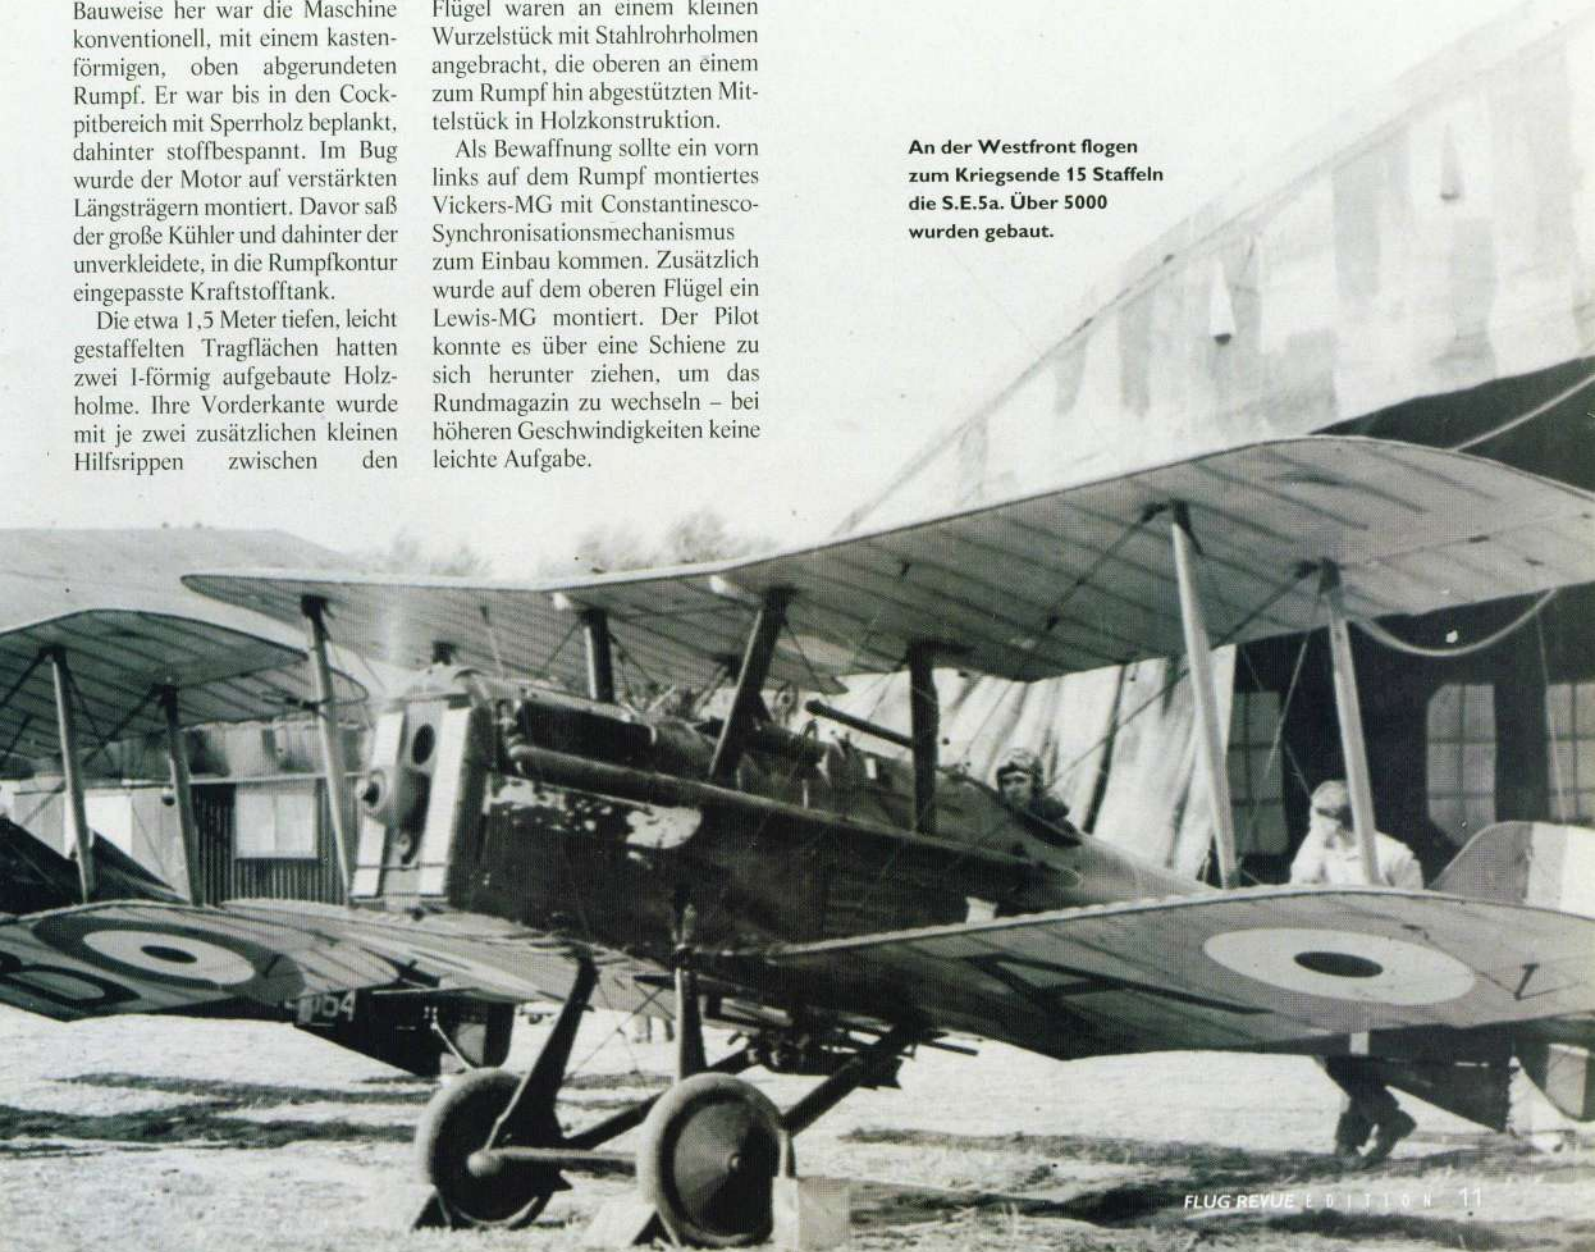 Bauweise her war die Maschine
konventionell, mit einem kasten-
förmigen, oben abgerundeten
Rumpf. Er war bis in den Cock-
pitbereich mit Sperrholz beplankt,
dahinter stoffbespannt. Im Bug
wurde der Motor auf verstärkten
Längsträgern montiert. Davor saß
der große Kühler und dahinter der
unverkleidete, in die Rumpfkontur
eingepasste Kraftstofftank.
Die etwa 1,5 Meter tiefen, leicht
gestaffelten Tragflächen hatten
zwei I-förmig aufgebaute Holz-
holme. Ihre Vorderkante wurde
mit je zwei zusätzlichen kleinen
Hilfsrippen zwischen den
Flügel waren an einem kleinen
Wurzelstück mit Stahlrohrholmen
angebracht, die oberen an einem
zum Rumpf hin abgestützten Mit-
telstück in Holzkonstruktion.
Als Bewaffnung sollte ein vorn
links auf dem Rumpf montiertes
Vickers-MG mit Constantinesco-
Synchronisationsmechanismus
zum Einbau kommen. Zusätzlich
wurde auf dem oberen Flügel ein
Lewis-MG montiert. Der Pilot
konnte es über eine Schiene zu
sich herunter ziehen, um das
Rundmagazin zu wechseln – bei
höheren Geschwindigkeiten keine
leichte Aufgabe.
An der Westfront flogen
zum Kriegsende 15 Staffeln
die S.E.5a. Über 5000
wurden gebaut.
B
A
V
FLUG REVUE EDITION 11